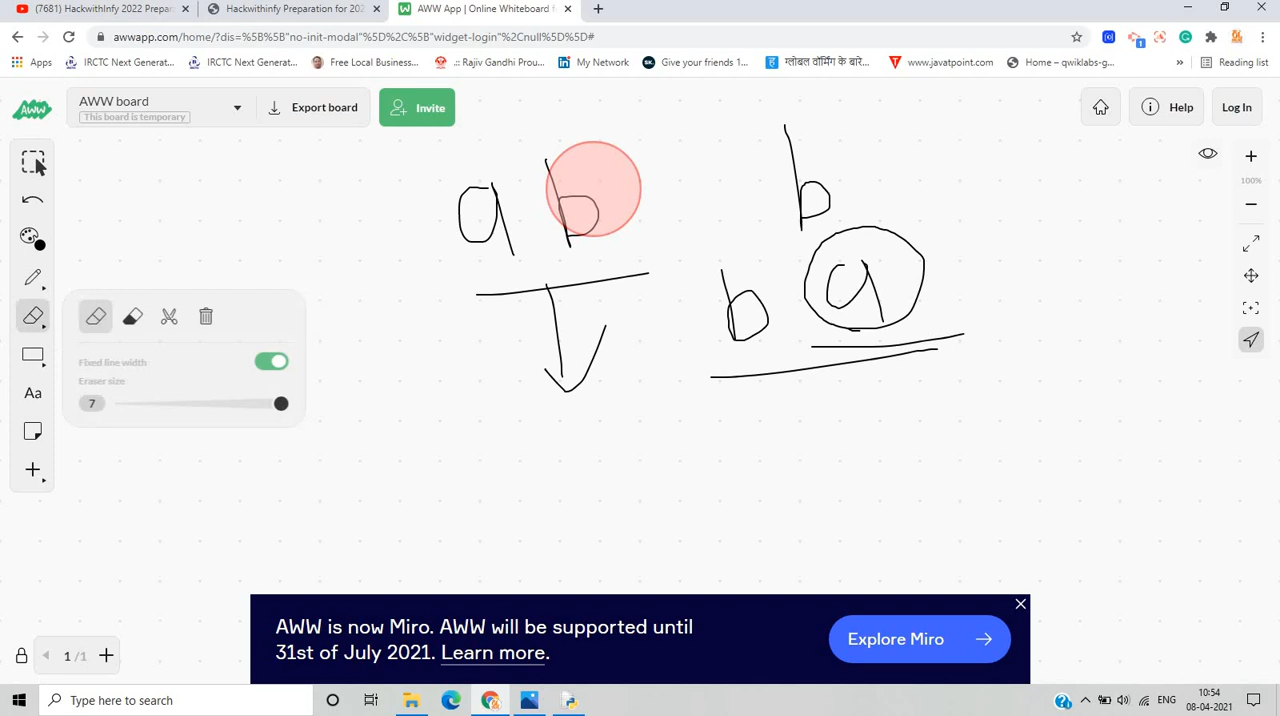 (7681) HackwithInfy 2022 Prepar
Hackwithinfy Preparation for 202
AWW App | Online Whiteboard fo
awwapp.com/home/?dis=%5B%5B"no-init-modal"%5D%2C%5B"widget-login"%2Cnull%5D%5D#
Apps
IRCTC Next Generat...
IRCTC Next Generat...
Free Local Business...
.: Rajiv Gandhi Prou...
My Network
Give your friends 1...
ग्लोबल वॉर्मिंग के बारे...
www.javatpoint.com
Home – qwiklabs-g...
»
Reading list
AWW
AWW board
This board is temporary
Export board
Invite
Help
Log In
100%
a b
b
b a
Fixed line width
Eraser size
7
Aa
AWW is now Miro. AWW will be supported until
31st of July 2021. Learn more.
Explore Miro
1 /1
Type here to search
ENG
10:54
08-04-2021